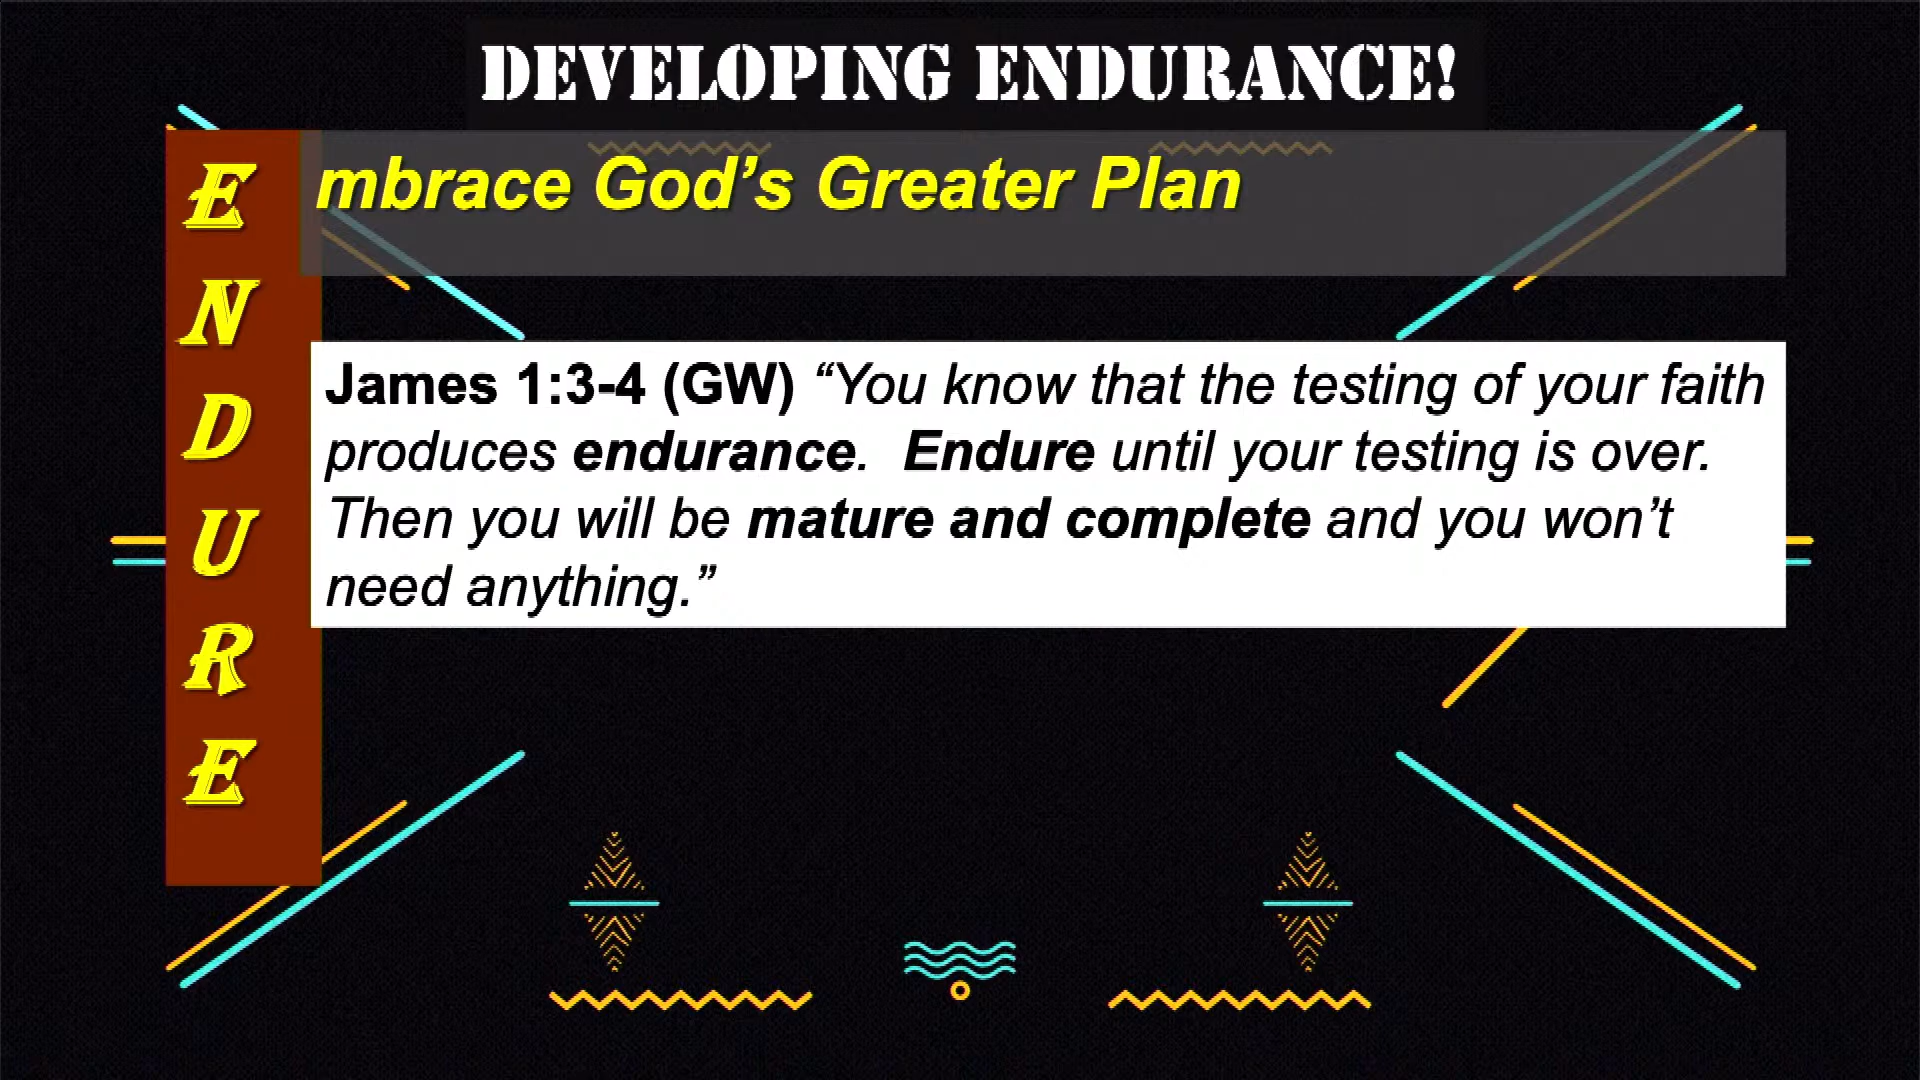 DEVELOPING ENDURANCE!
Embrace God’s Greater Plan
N
D
U
R
E
James 1:3-4 (GW) “You know that the testing of your faith
produces endurance.  Endure until your testing is over.
Then you will be mature and complete and you won’t
need anything.”